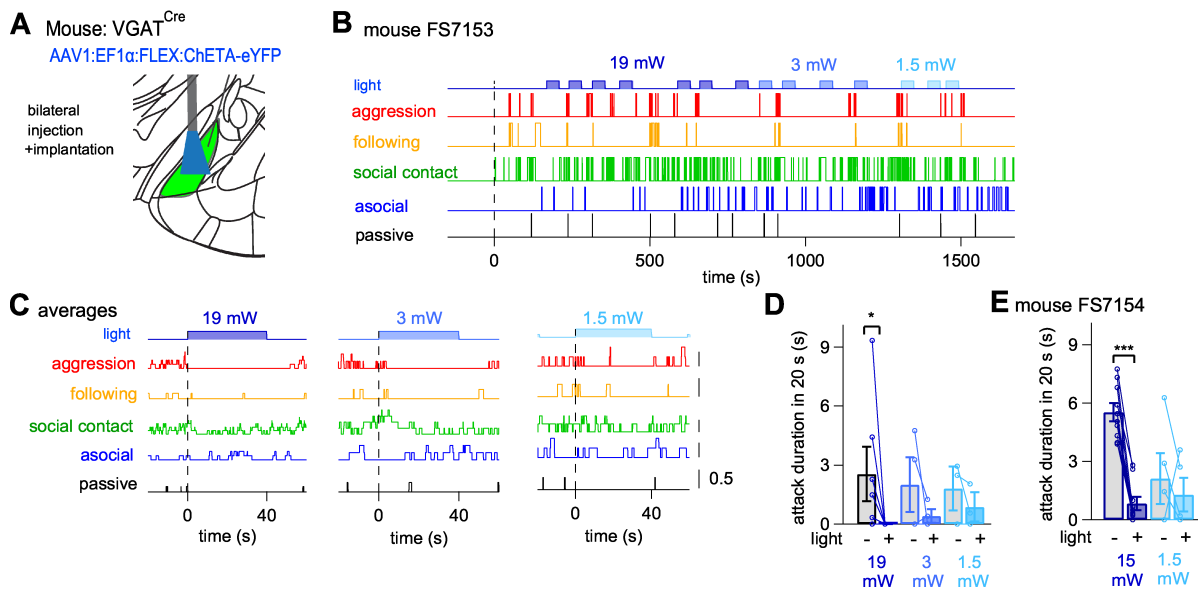 A
Mouse: VGATCre
AAV1:EF1α:FLEX:ChETA-eYFP
bilateral
injection
+implantation
B
mouse FS7153
19 mW
3 mW
1.5 mW
light
aggression
following
social contact
asocial
passive
0
500
1000
1500
time (s)
C
averages
19 mW
3 mW
1.5 mW
light
aggression
following
social contact
asocial
passive
0.5
0
40
0
40
0
40
time (s)
time (s)
time (s)
D
*
attack duration in 20 s (s)
9
6
3
0
light
-
+
-
+
-
+
19
mW
3
mW
1.5
mW
E
mouse FS7154
***
attack duration in 20 s (s)
9
6
3
0
light
-
+
-
+
15
mW
1.5
mW